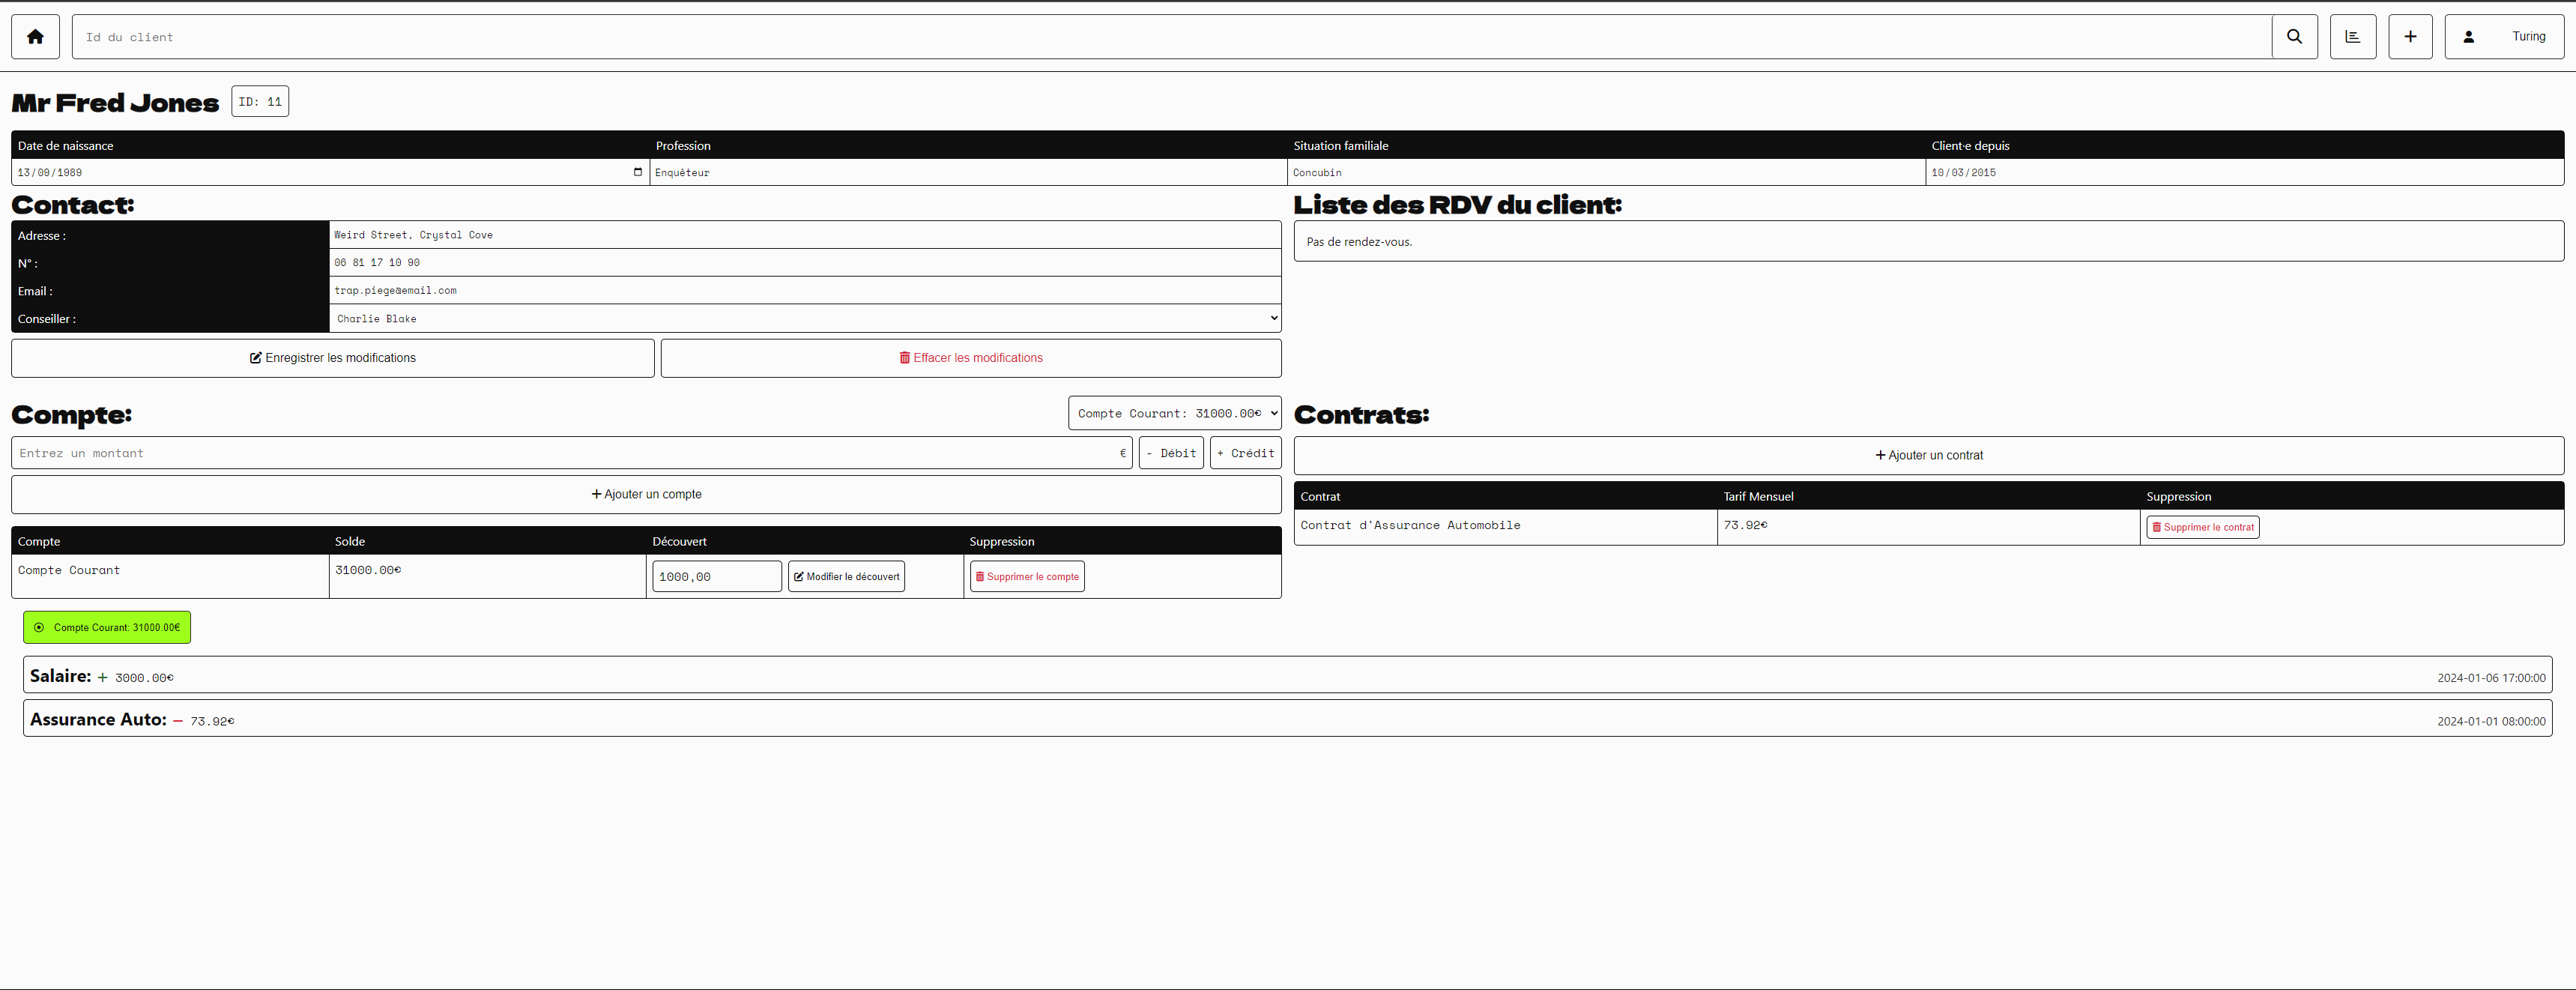 Id du client
Turing
Mr Fred Jones ID: 11
Date de naissance Profession Situation familiale Client·e depuis
13/09/1989 Enquêteur Concubin 10/03/2015
Contact:
Adresse : Weird Street, Crystal Cove
N° : 06 81 17 10 90
Email : trap.piege@email.com
Conseiller : Charlie Blake
Enregistrer les modifications Effacer les modifications
Liste des RDV du client:
Pas de rendez-vous.
Compte: Compte Courant: 31000.00€
Entrez un montant € - Débit + Crédit
+ Ajouter un compte
Compte Solde Découvert Suppression
Compte Courant 31000.00€ 1000,00 Modifier le découvert Supprimer le compte
Contrats:
+ Ajouter un contrat
Contrat Tarif Mensuel Suppression
Contrat d'Assurance Automobile 73.92€ Supprimer le contrat
Compte Courant: 31000.00€
Salaire: + 3000.00€ 2024-01-06 17:00:00
Assurance Auto: − 73.92€ 2024-01-01 08:00:00